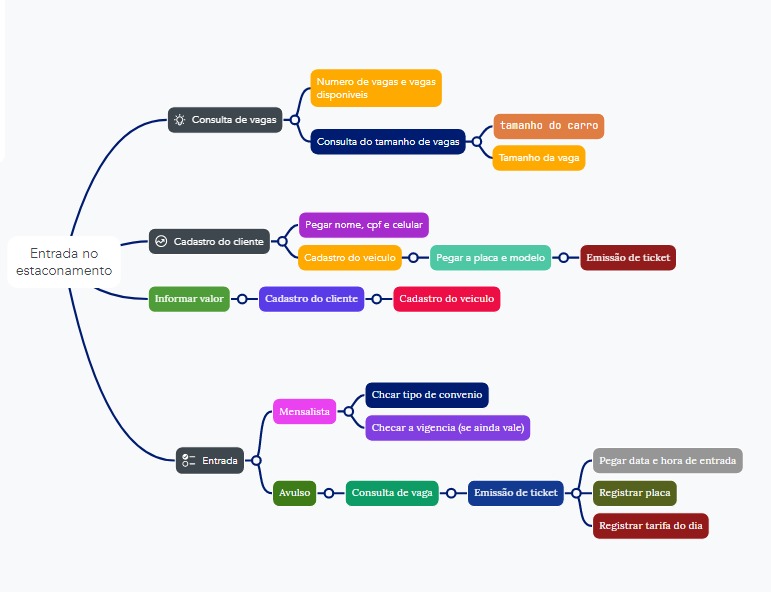 Entrada no
estaconamento
Consulta de vagas
Numero de vagas e vagas
disponiveis
Consulta do tamanho de vagas
tamanho do carro
Tamanho da vaga
Cadastro do cliente
Pegar nome, cpf e celular
Cadastro do veiculo
Pegar a placa e modelo
Emissão de ticket
Informar valor
Cadastro do cliente
Cadastro do veiculo
Entrada
Mensalista
Chcar tipo de convenio
Checar a vigencia (se ainda vale)
Avulso
Consulta de vaga
Emissão de ticket
Pegar data e hora de entrada
Registrar placa
Registrar tarifa do dia